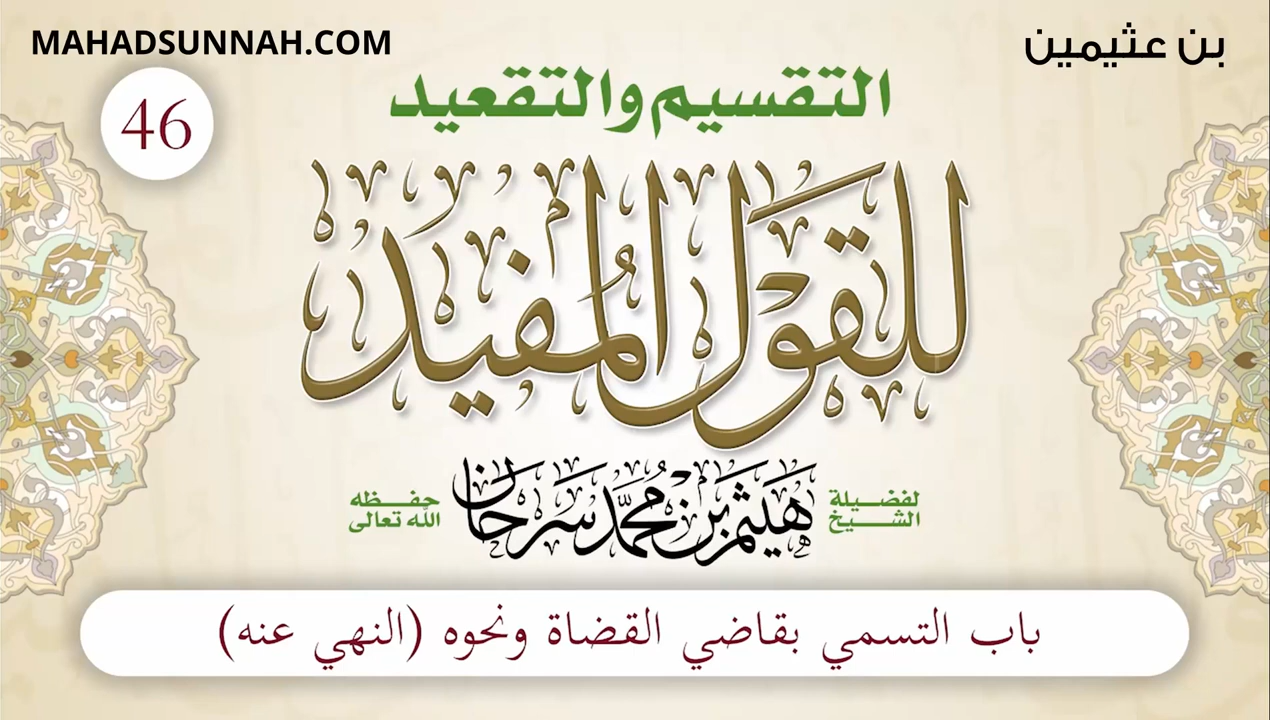 MAHADSUNNAH.COM
بن عثيمين
46
التقسيم والتقعيد
للقول المفيد
لفضيلة الشيخ
هيثم بن محمد سرحان
حفظه الله تعالى
باب التسمي بقاضي القضاة ونحوه (النهي عنه)